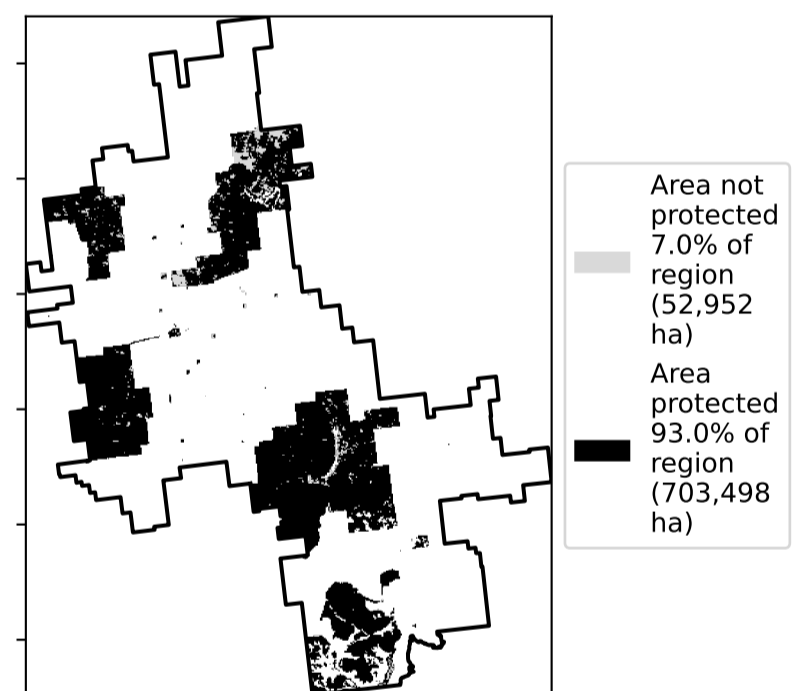 Area not
protected
7.0% of
region
(52,952
ha)
Area
protected
93.0% of
region
(703,498
ha)